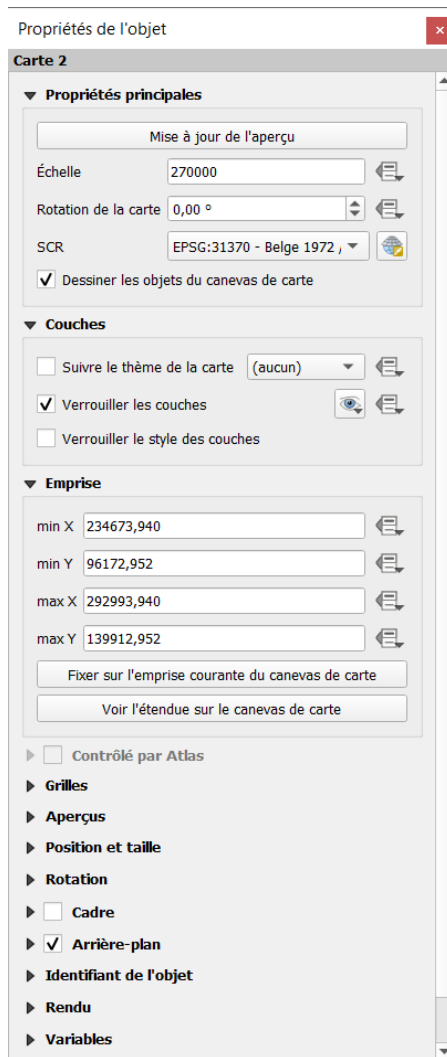 Propriétés de l'objet
Carte 2
Propriétés principales
Mise à jour de l'aperçu
Échelle 270000
Rotation de la carte 0,00 °
SCR EPSG:31370 - Belge 1972 /
Dessiner les objets du canevas de carte
Couches
Suivre le thème de la carte (aucun)
Verrouiller les couches
Verrouiller le style des couches
Emprise
min X 234673,940
min Y 96172,952
max X 292993,940
max Y 139912,952
Fixer sur l'emprise courante du canevas de carte
Voir l'étendue sur le canevas de carte
Contrôlé par Atlas
Grilles
Aperçus
Position et taille
Rotation
Cadre
Arrière-plan
Identifiant de l'objet
Rendu
Variables